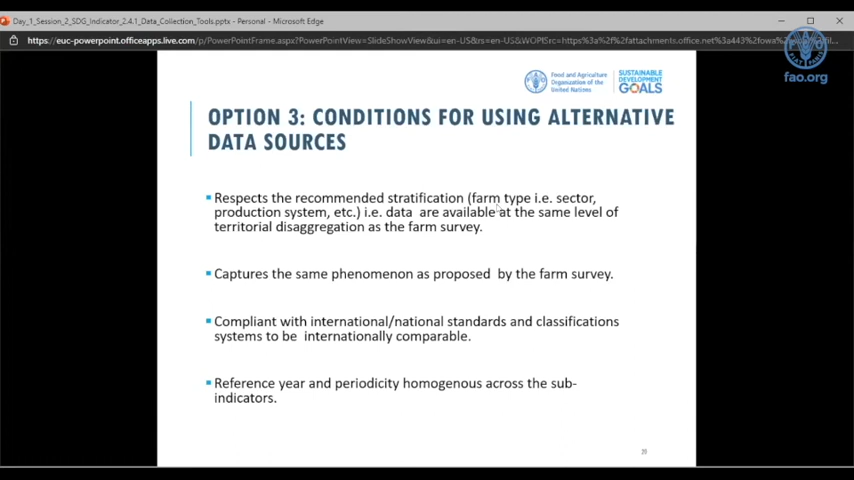 Day_1_Session_2_SDG_Indicator_2.4.1_Data_Collection_Tools.pptx - Personal - Microsoft Edge
fao.org
Food and Agriculture
Organization of the
United Nations
SUSTAINABLE
DEVELOPMENT
GOALS
OPTION 3: CONDITIONS FOR USING ALTERNATIVE
DATA SOURCES
Respects the recommended stratification (farm type i.e. sector,
production system, etc.) i.e. data are available at the same level of
territorial disaggregation as the farm survey.
Captures the same phenomenon as proposed by the farm survey.
Compliant with international/national standards and classifications
systems to be internationally comparable.
Reference year and periodicity homogenous across the sub-
indicators.